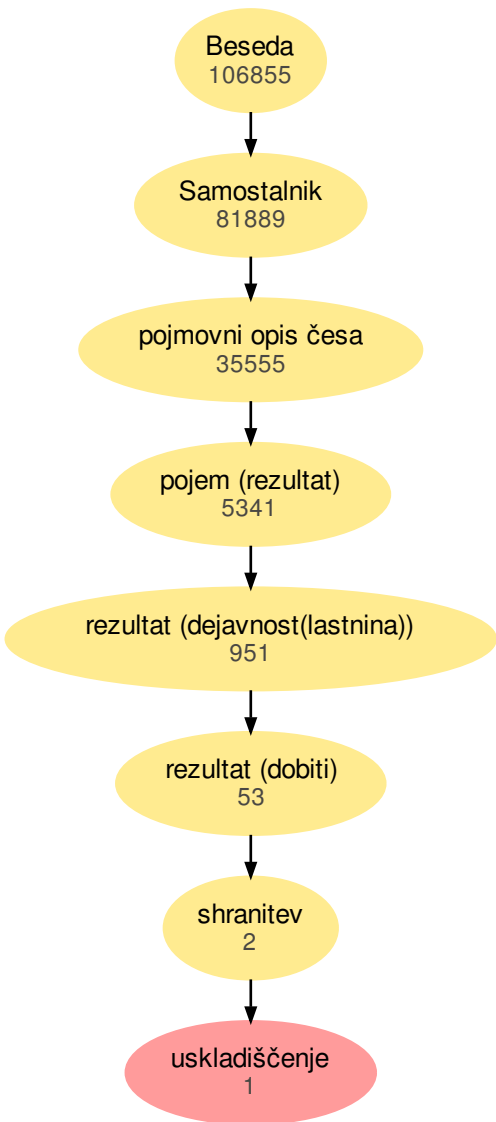 Beseda
106855
Samostalnik
81889
pojmovni opis česa
35555
pojem (rezultat)
5341
rezultat (dejavnost(lastnina))
951
rezultat (dobiti)
53
shranitev
2
uskladiščenje
1